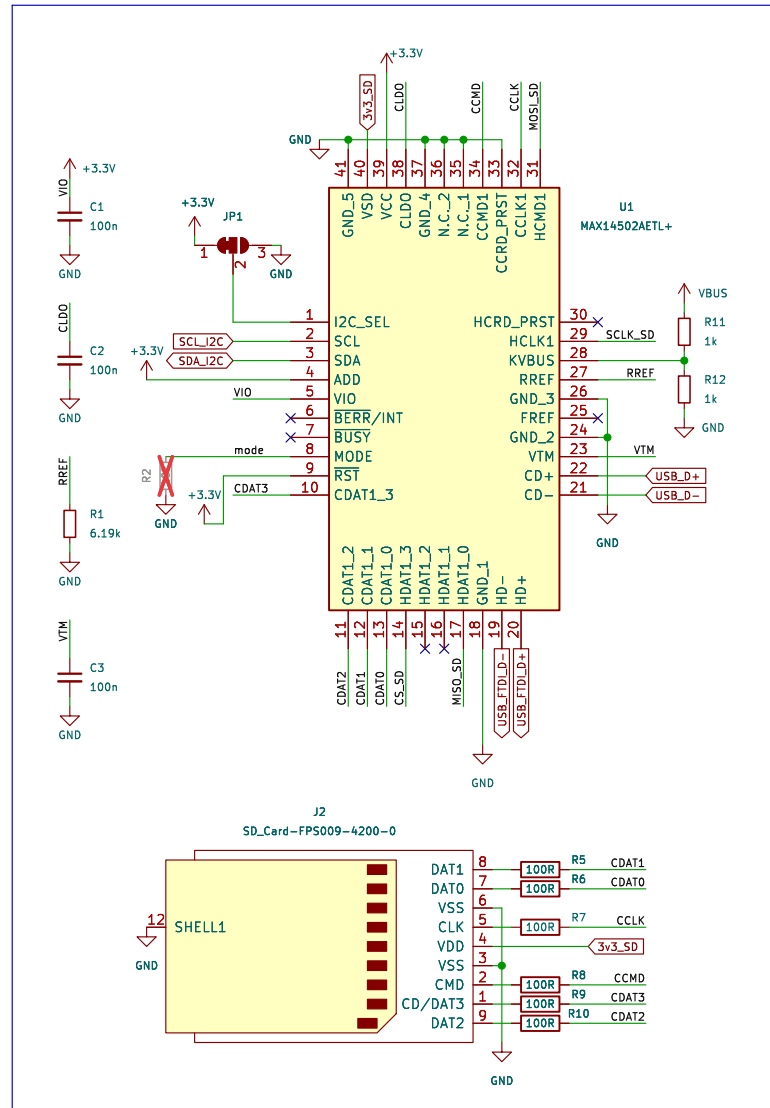 +3.3V
3v3_SD
CLDO
CCMD
CCLK
MOSI_SD
GND
41
40
39
38
37
36
35
34
33
32
31
GND_5
VSD
VCC
CLDO
GND_4
N.C._2
N.C._1
CCMD1
CCRD_PRST
CCLK1
HCMD1
U1
MAX14502AETL+
+3.3V
VIO
C1
100n
GND
+3.3V
JP1
1
2
3
GND
CLDO
C2
100n
GND
RREF
R1
6.19k
GND
VTM
C3
100n
GND
1 I2C_SEL
SCL_I2C 2 SCL
SDA_I2C 3 SDA
+3.3V 4 ADD
VIO 5 VIO
6 BERR/INT
7 BUSY
mode 8 MODE
R2
GND
9 RST
+3.3V
CDAT3 10 CDAT1_3
HCRD_PRST 30
HCLK1 29 SCLK_SD
KVBUS 28
RREF 27 RREF
GND_3 26
FREF 25
GND_2 24
VTM 23 VTM
CD+ 22 USB_D+
CD- 21 USB_D-
GND
VBUS
R11
1k
R12
1k
GND
CDAT1_2
CDAT1_1
CDAT1_0
HDAT1_3
HDAT1_2
HDAT1_1
HDAT1_0
GND_1
HD-
HD+
11
12
13
14
15
16
17
18
19
20
CDAT2
CDAT1
CDAT0
CS_SD
MISO_SD
USB_FTDI_D-
USB_FTDI_D+
GND
J2
SD_Card-FPS009-4200-0
12 SHELL1
GND
DAT1 8 100R R5 CDAT1
DAT0 7 100R R6 CDAT0
VSS 6
CLK 5 100R R7 CCLK
VDD 4 3v3_SD
VSS 3
CMD 2 100R R8 CCMD
CD/DAT3 1 100R R9 CDAT3
DAT2 9 100R R10 CDAT2
GND